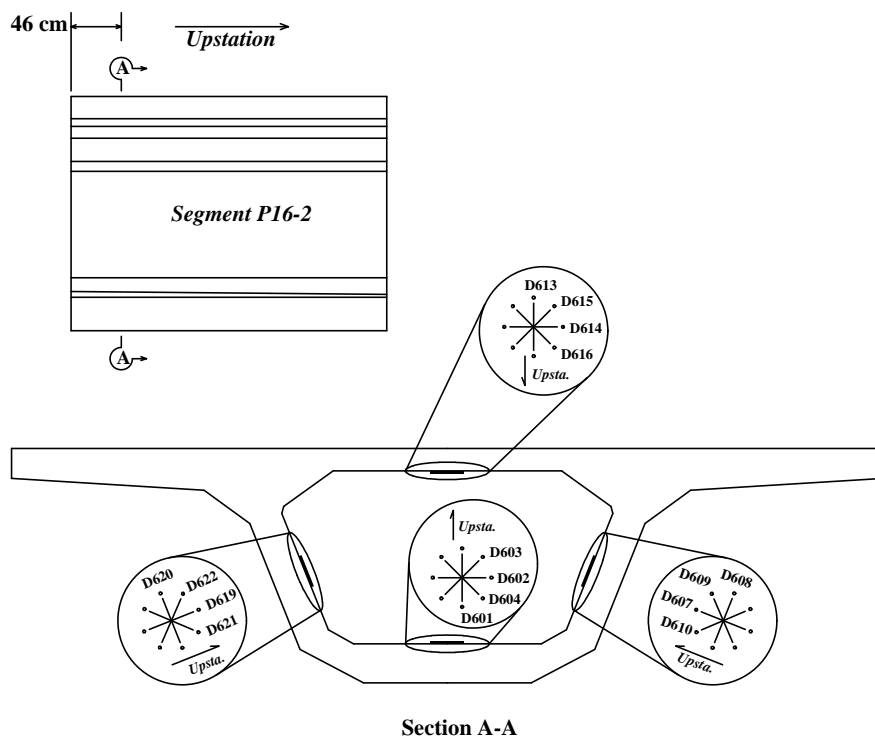 46 cm
Upstation
A
Segment P16-2
A
D613
D615
D614
D616
Upsta.
Upsta.
D603
D602
D604
D601
D620
D622
D619
D621
Upsta.
D609
D608
D607
D610
Upsta.
Section A-A